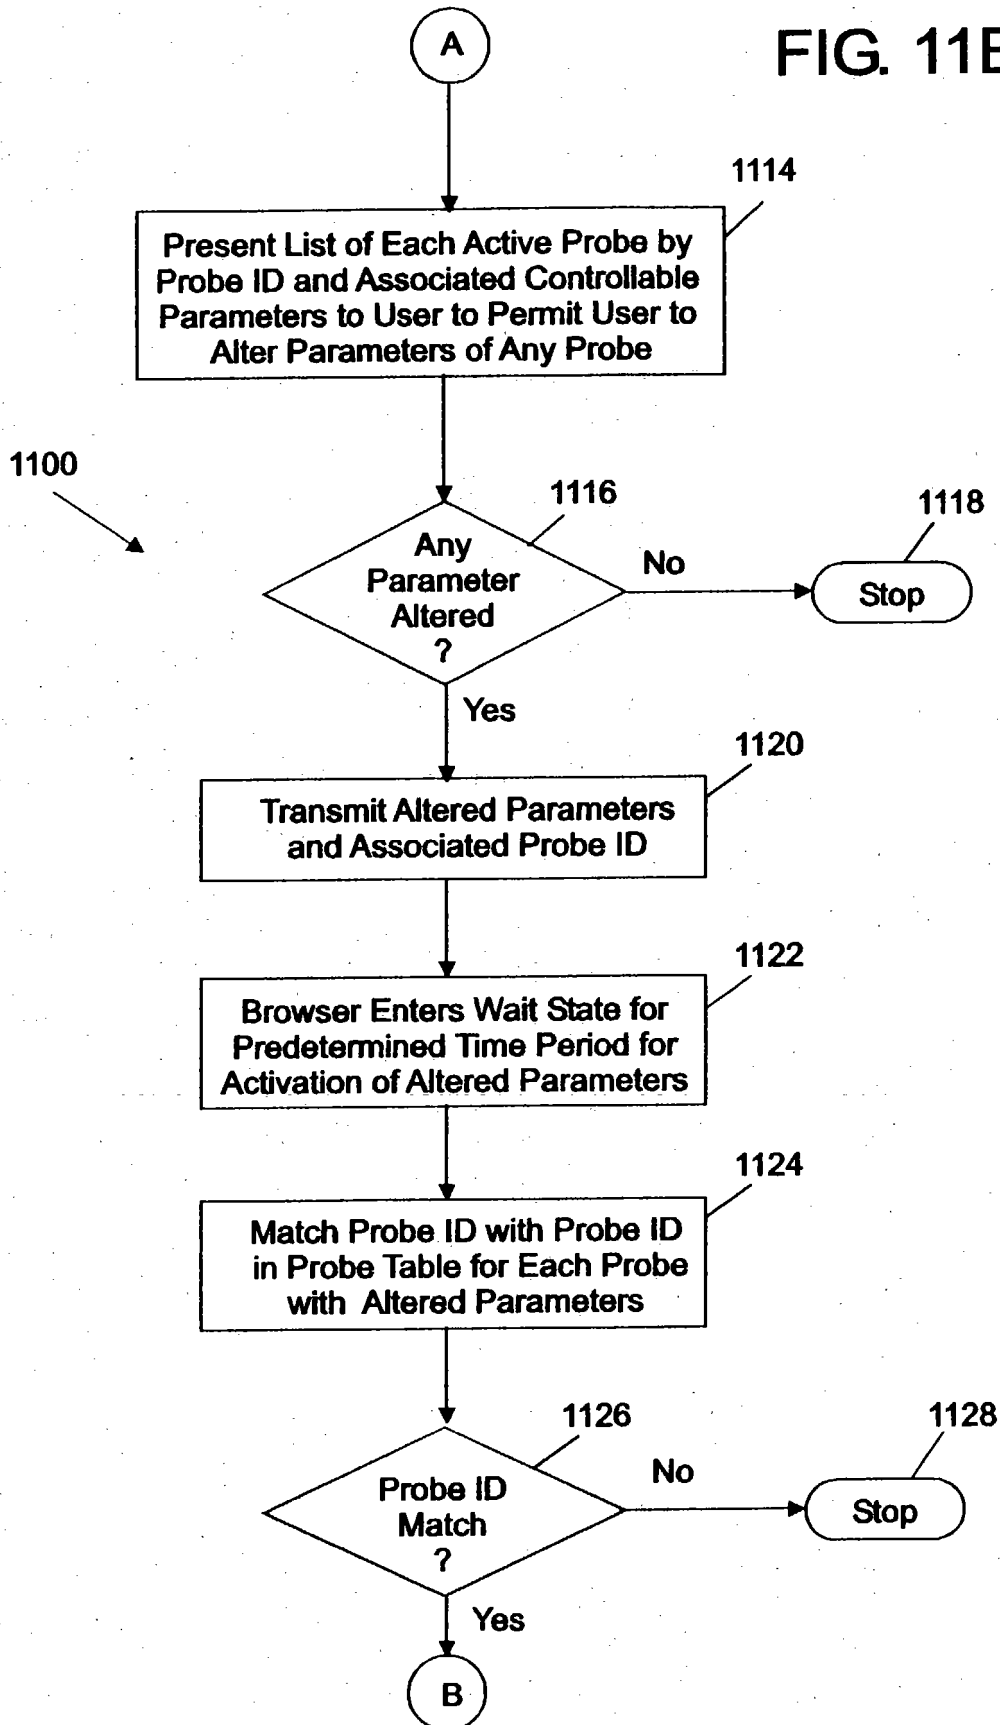 A
FIG. 11B
1114
Present List of Each Active Probe by
Probe ID and Associated Controllable
Parameters to User to Permit User to
Alter Parameters of Any Probe
1100
1116
1118
Any
Parameter
Altered
?
No
Stop
Yes
1120
Transmit Altered Parameters
and Associated Probe ID
1122
Browser Enters Wait State for
Predetermined Time Period for
Activation of Altered Parameters
1124
Match Probe ID with Probe ID
in Probe Table for Each Probe
with Altered Parameters
1126
1128
Probe ID
Match
?
No
Stop
Yes
B